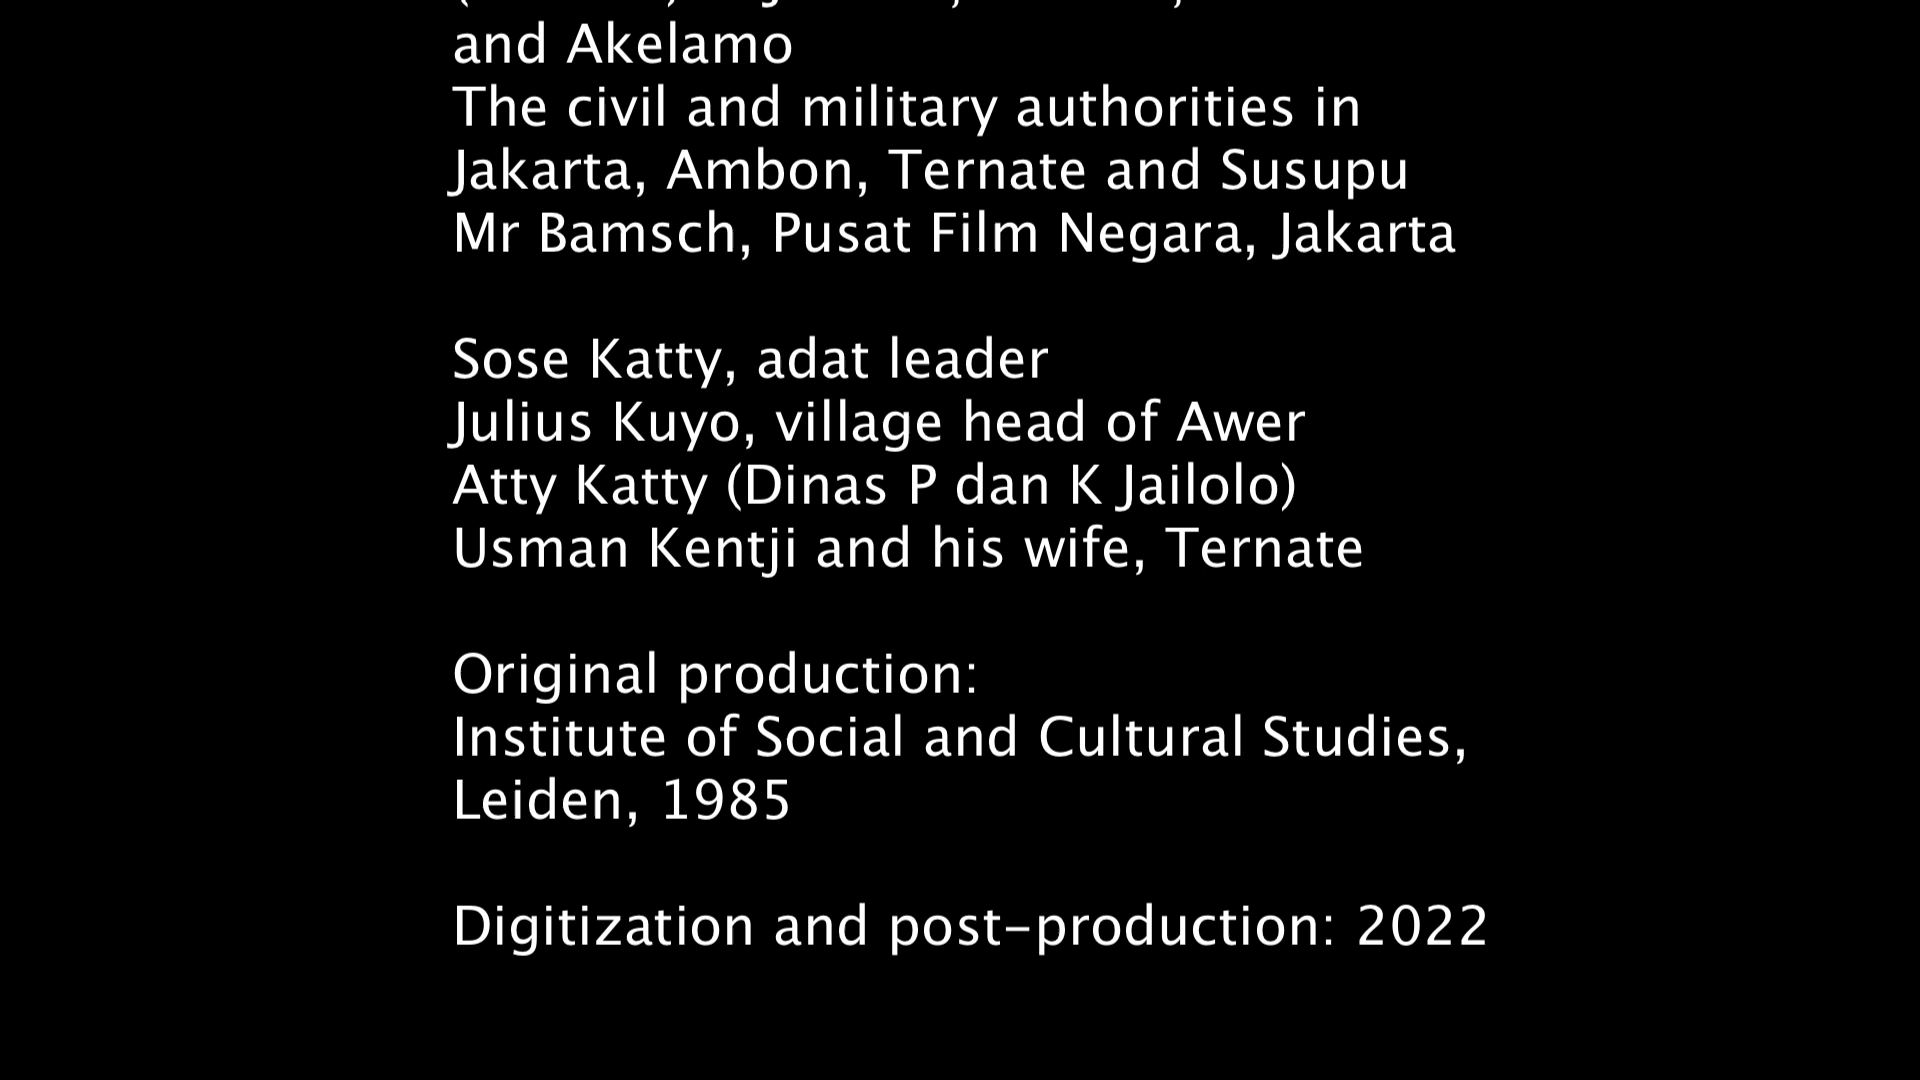 and Akelamo
The civil and military authorities in
Jakarta, Ambon, Ternate and Susupu
Mr Bamsch, Pusat Film Negara, Jakarta
Sose Katty, adat leader
Julius Kuyo, village head of Awer
Atty Katty (Dinas P dan K Jailolo)
Usman Kentji and his wife, Ternate
Original production:
Institute of Social and Cultural Studies,
Leiden, 1985
Digitization and post-production: 2022